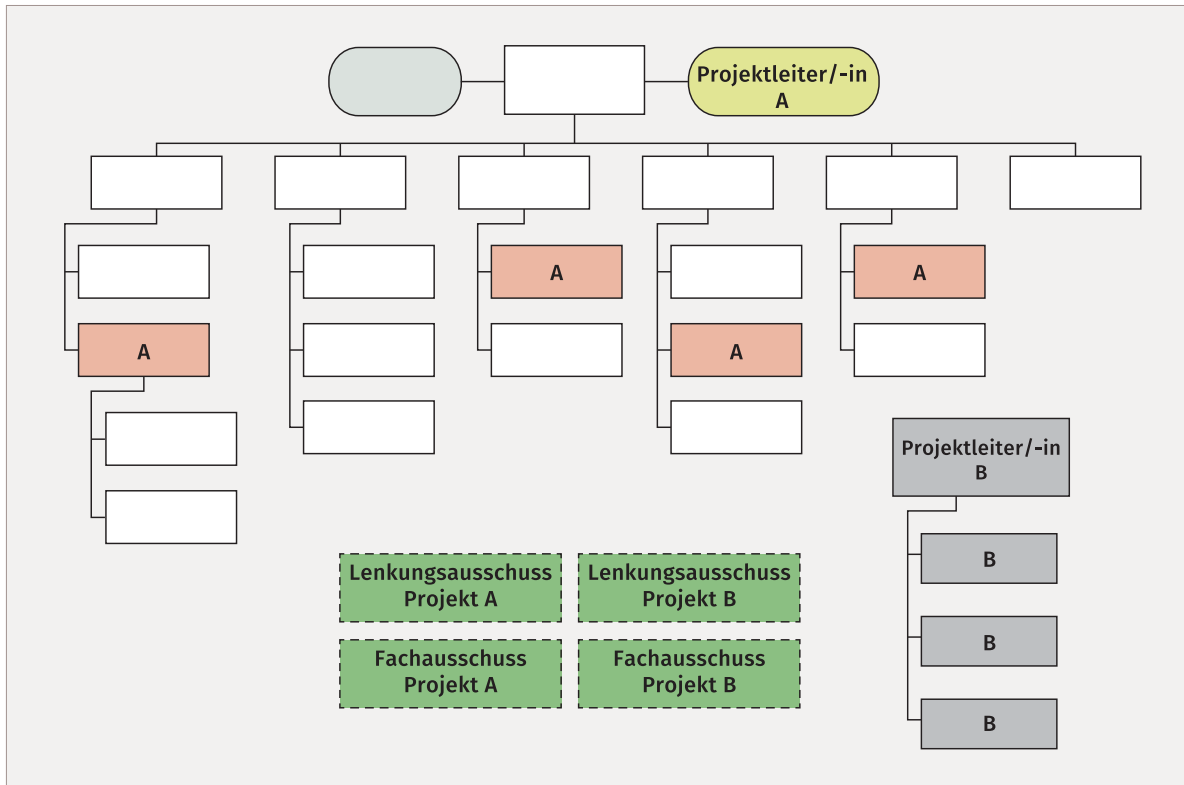 Projektleiter/-in
A
A
A
A
A
Projektleiter/-in
B
B
B
B
Lenkungsausschuss
Projekt A
Lenkungsausschuss
Projekt B
Fachausschuss
Projekt A
Fachausschuss
Projekt B